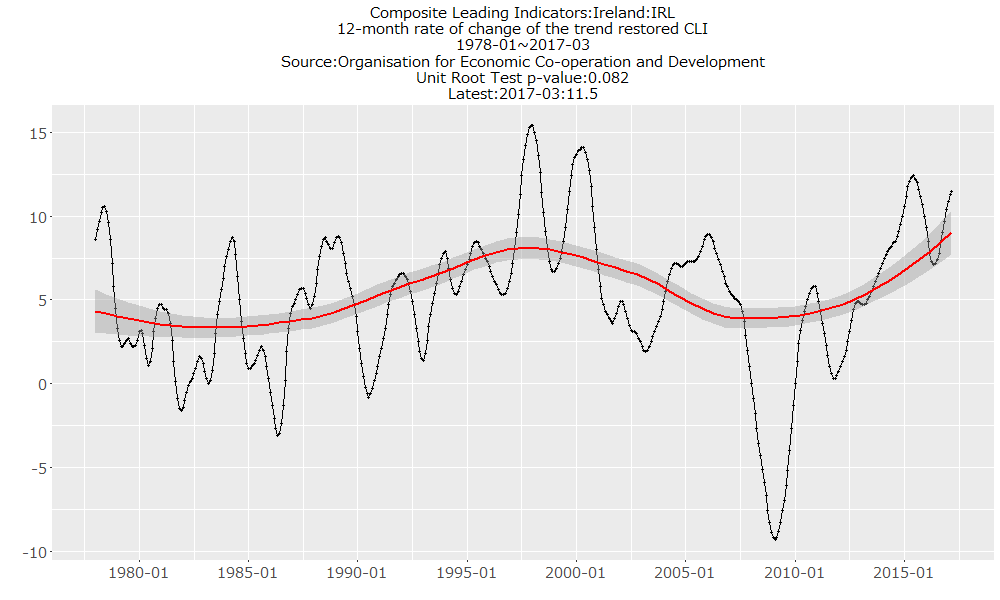 Composite Leading Indicators:Ireland:IRL
12-month rate of change of the trend restored CLI
1978-01~2017-03
Source:Organisation for Economic Co-operation and Development
Unit Root Test p-value:0.082
Latest:2017-03:11.5
15
10
5
0
-5
-10
1980-01 1985-01 1990-01 1995-01 2000-01 2005-01 2010-01 2015-01